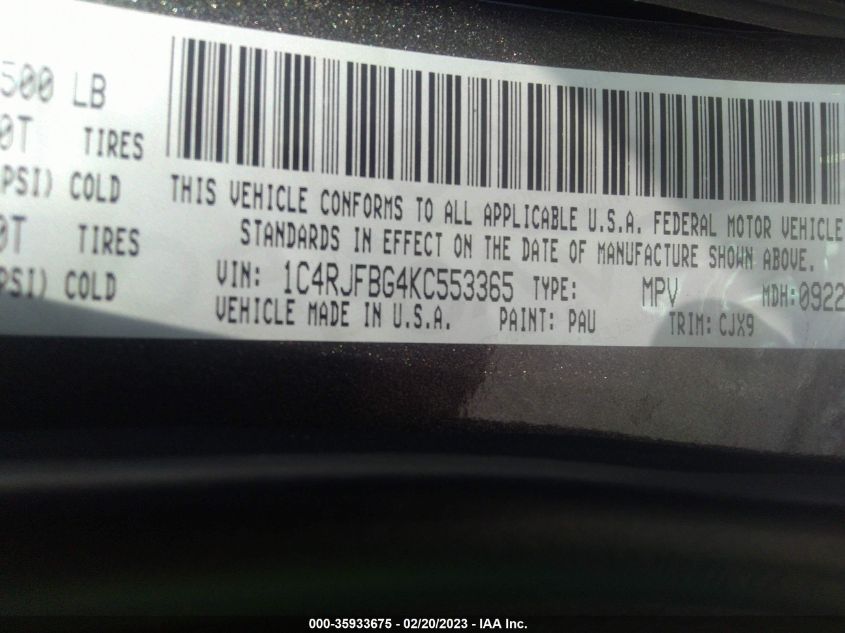 500 LB
0T TIRES
PSI) COLD
0T TIRES
PSI) COLD
THIS VEHICLE CONFORMS TO ALL APPLICABLE U.S.A. FEDERAL MOTOR VEHICLE
STANDARDS IN EFFECT ON THE DATE OF MANUFACTURE SHOWN ABOVE.
VIN: 1C4RJFBG4KC553365 TYPE: MPV MDH:0922
VEHICLE MADE IN U.S.A. PAINT: PAU TRIM: CJX9
000-35933675 - 02/20/2023 - IAA Inc.